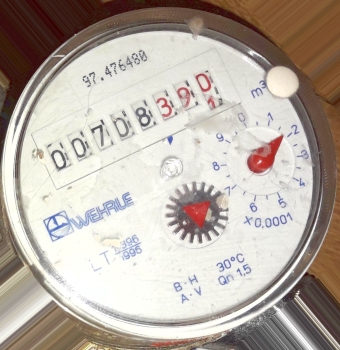 97.476480
00708390
m³
0 .1 2 3 4 5 6 7 8 9
X0,0001
WEHRLE
LTX
B-H 30°C
A-V Qn 1.5